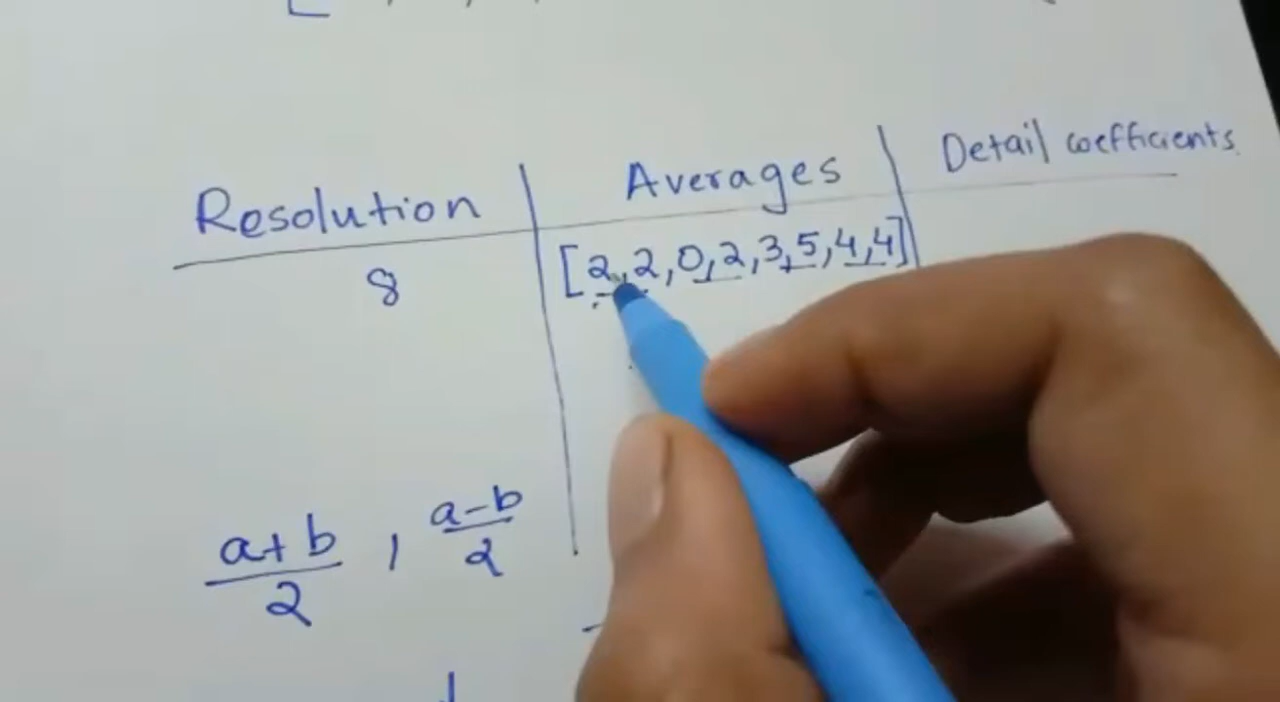 Resolution Averages Detail coefficients
8 [2,2,0,2,3,5,4,4]
a+b/2 , a-b/2